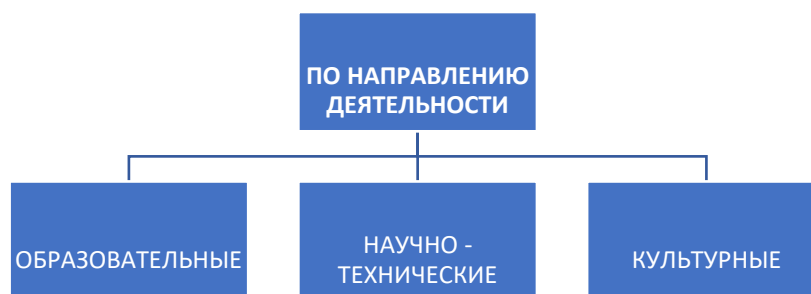 ПО НАПРАВЛЕНИЮ
ДЕЯТЕЛЬНОСТИ
ОБРАЗОВАТЕЛЬНЫЕ
НАУЧНО -
ТЕХНИЧЕСКИЕ
КУЛЬТУРНЫЕ